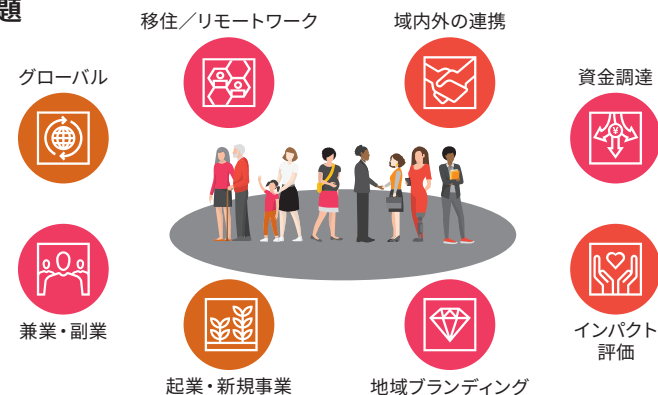 題
移住／リモートワーク
域内外の連携
グローバル
資金調達
兼業・副業
インパクト
評価
起業・新規事業
地域ブランディング